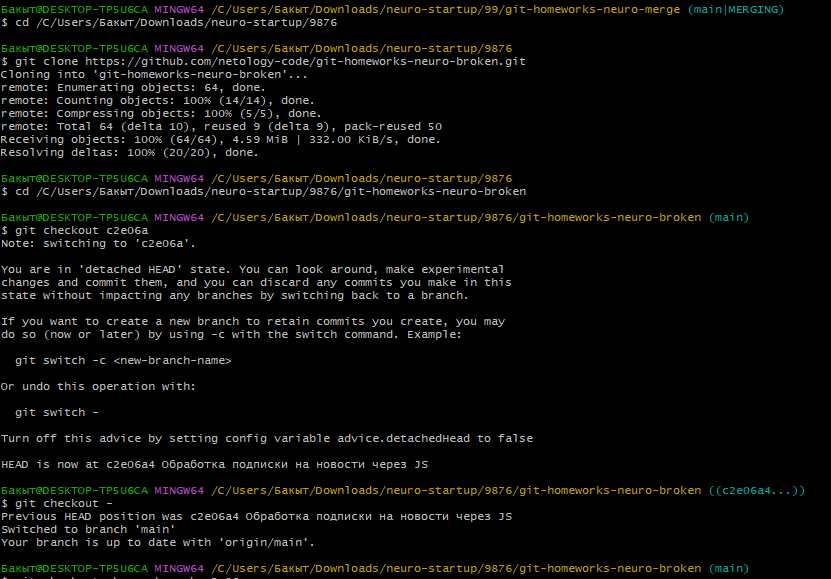 Бакыт@DESKTOP-TP5U6CA MINGW64 /C/Users/Бакыт/Downloads/neuro-startup/99/git-homeworks-neuro-merge (main|MERGING)
$ cd /C/Users/Бакыт/Downloads/neuro-startup/9876
Бакыт@DESKTOP-TP5U6CA MINGW64 /C/Users/Бакыт/Downloads/neuro-startup/9876
$ git clone https://github.com/netology-code/git-homeworks-neuro-broken.git
Cloning into 'git-homeworks-neuro-broken'...
remote: Enumerating objects: 64, done.
remote: Counting objects: 100% (14/14), done.
remote: Compressing objects: 100% (5/5), done.
remote: Total 64 (delta 10), reused 9 (delta 9), pack-reused 50
Receiving objects: 100% (64/64), 4.59 MiB | 332.00 KiB/s, done.
Resolving deltas: 100% (20/20), done.
Бакыт@DESKTOP-TP5U6CA MINGW64 /C/Users/Бакыт/Downloads/neuro-startup/9876
$ cd /C/Users/Бакыт/Downloads/neuro-startup/9876/git-homeworks-neuro-broken
Бакыт@DESKTOP-TP5U6CA MINGW64 /C/Users/Бакыт/Downloads/neuro-startup/9876/git-homeworks-neuro-broken (main)
$ git checkout c2e06a
Note: switching to 'c2e06a'.
You are in 'detached HEAD' state. You can look around, make experimental
changes and commit them, and you can discard any commits you make in this
state without impacting any branches by switching back to a branch.
If you want to create a new branch to retain commits you create, you may
do so (now or later) by using -c with the switch command. Example:
git switch -c <new-branch-name>
Or undo this operation with:
git switch -
Turn off this advice by setting config variable advice.detachedHead to false
HEAD is now at c2e06a4 Обработка подписки на новости через JS
Бакыт@DESKTOP-TP5U6CA MINGW64 /C/Users/Бакыт/Downloads/neuro-startup/9876/git-homeworks-neuro-broken ((c2e06a4...))
$ git checkout -
Previous HEAD position was c2e06a4 Обработка подписки на новости через JS
Switched to branch 'main'
Your branch is up to date with 'origin/main'.
Бакыт@DESKTOP-TP5U6CA MINGW64 /C/Users/Бакыт/Downloads/neuro-startup/9876/git-homeworks-neuro-broken (main)